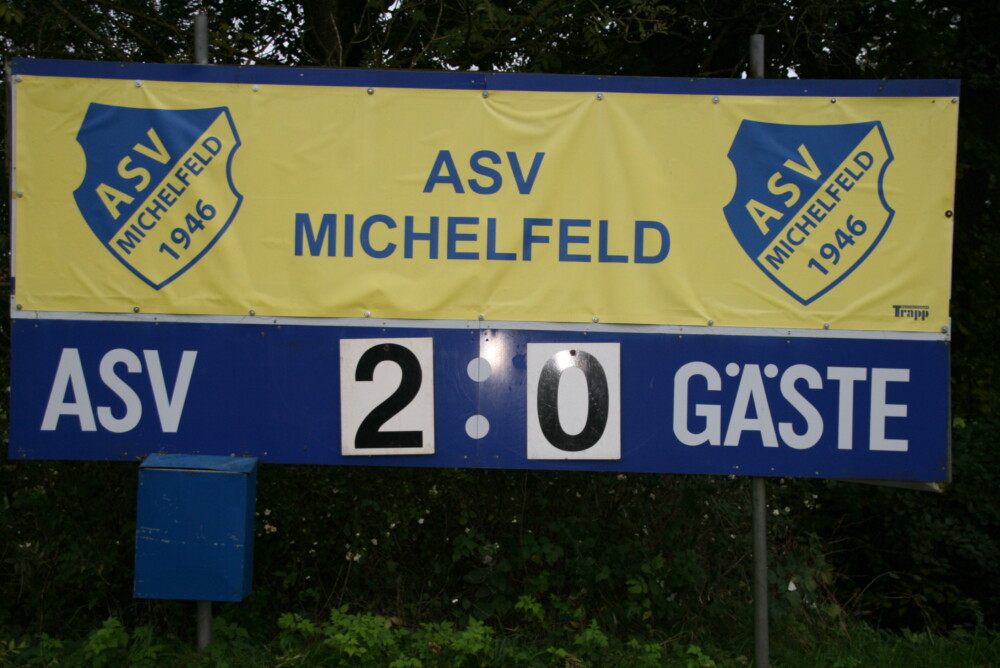 ASV
MICHELFELD
1946
ASV
MICHELFELD
ASV
MICHELFELD
1946
Trapp
ASV 2:0 GÄSTE